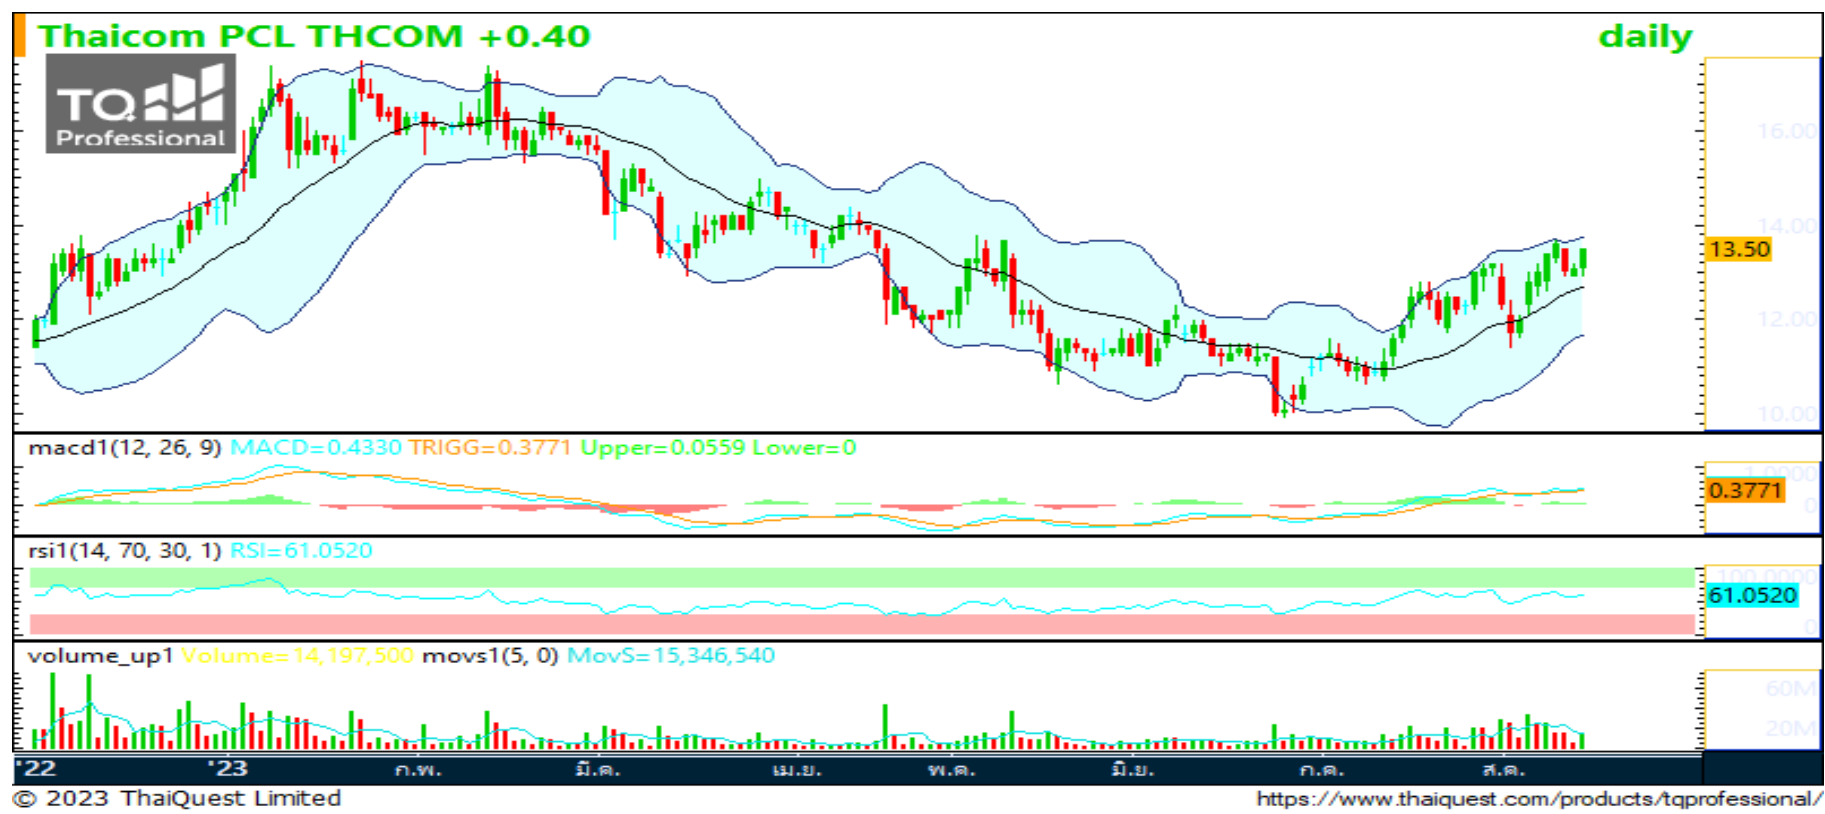 Thaicom PCL THCOM +0.40 daily
TQ
Professional
16.00
14.00
13.50
12.00
10.00
macd1(12, 26, 9) MACD=0.4330 TRIGG=0.3771 Upper=0.0559 Lower=0
1.0000
0.3771
0
rsi1(14, 70, 30, 1) RSI=61.0520
100.0000
61.0520
0
volume_up1 Volume=14,197,500 movs1(5, 0) MovS=15,346,540
60M
20M
'22 '23 ก.พ. มี.ค. เม.ย. พ.ค. มิ.ย. ก.ค. ส.ค.
© 2023 ThaiQuest Limited https://www.thaiquest.com/products/tqprofessional/